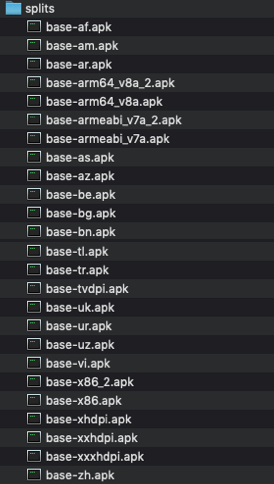 splits
base-af.apk
base-am.apk
base-ar.apk
base-arm64_v8a_2.apk
base-arm64_v8a.apk
base-armeabi_v7a_2.apk
base-armeabi_v7a.apk
base-as.apk
base-az.apk
base-be.apk
base-bg.apk
base-bn.apk
base-tl.apk
base-tr.apk
base-tvdpi.apk
base-uk.apk
base-ur.apk
base-uz.apk
base-vi.apk
base-x86_2.apk
base-x86.apk
base-xhdpi.apk
base-xxhdpi.apk
base-xxxhdpi.apk
base-zh.apk